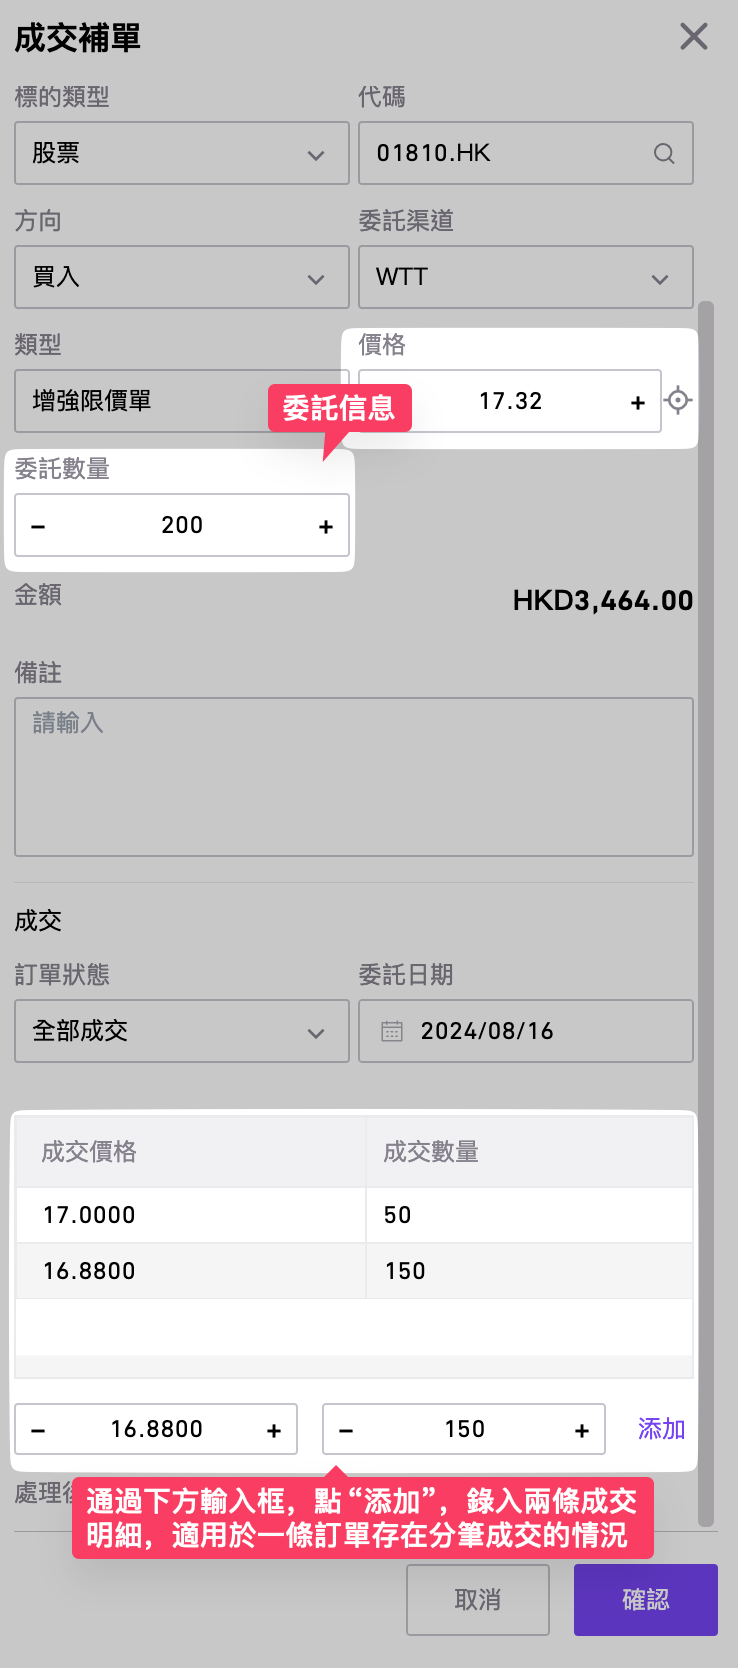 成交補單
標的類型
代碼
股票
01810.HK
方向
委託渠道
買入
WTT
類型
價格
增強限價單
17.32
+
委託信息
委託數量
−
200
+
金額
HKD3,464.00
備註
請輸入
成交
訂單狀態
委託日期
全部成交
2024/08/16
成交價格
成交數量
17.0000
50
16.8800
150
−
16.8800
+
−
150
+
添加
處理
通過下方輸入框，點“添加”，錄入兩條成交
明細，適用於一條訂單存在分筆成交的情況
取消
確認